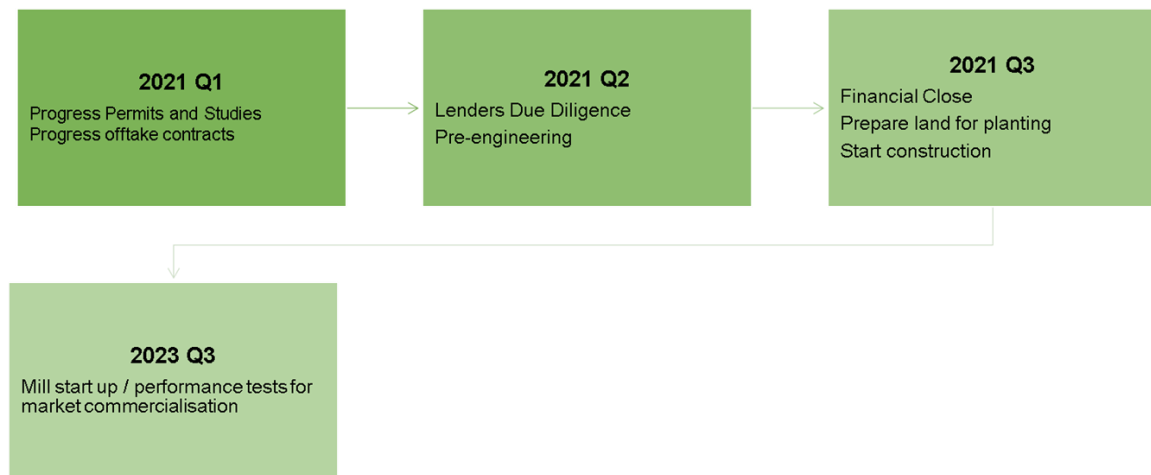 2021 Q1
Progress Permits and Studies
Progress offtake contracts
2021 Q2
Lenders Due Diligence
Pre-engineering
2021 Q3
Financial Close
Prepare land for planting
Start construction
2023 Q3
Mill start up / performance tests for
market commercialisation